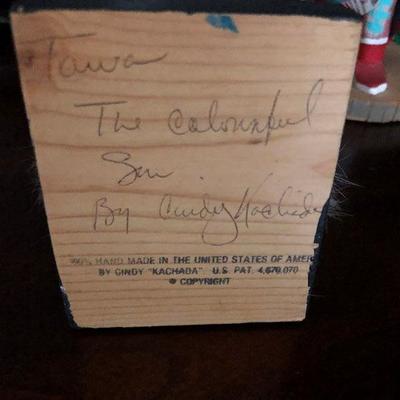 Tawa
The Colourful
Sun.
By Cindy Kachada
100% HAND MADE IN THE UNITED STATES OF AMER
BY CINDY "KACHADA" U.S. PAT. 4,670,070
© COPYRIGHT